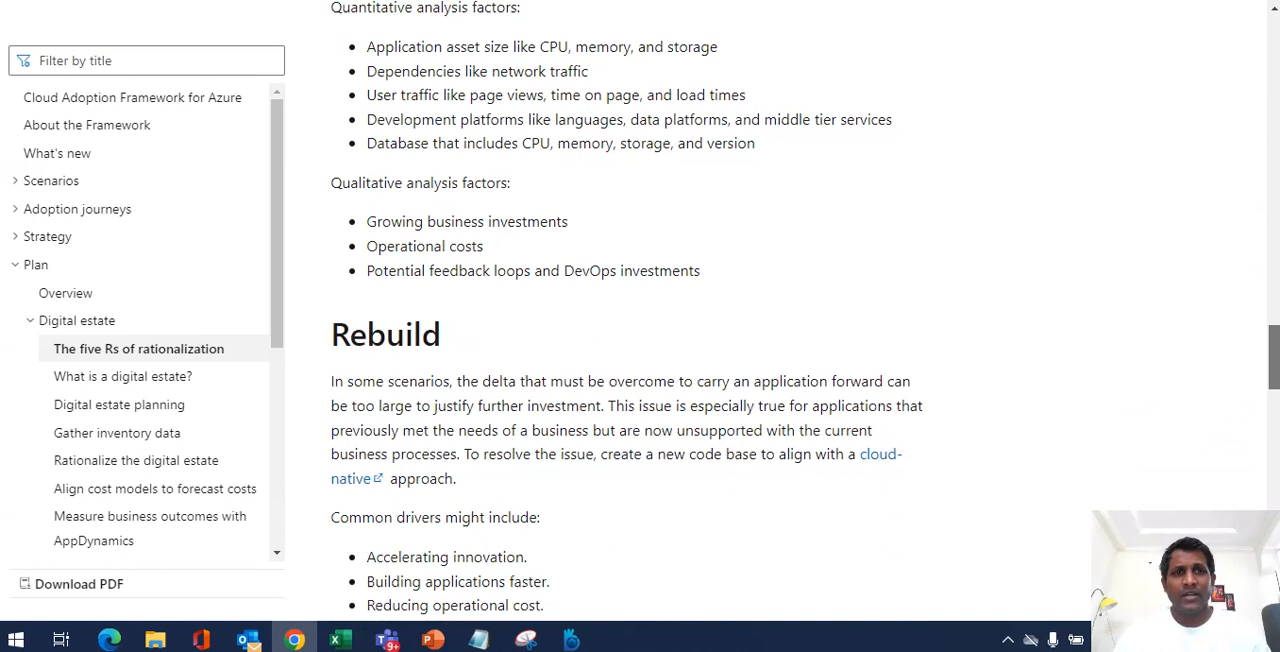 Quantitative analysis factors:
Filter by title
Application asset size like CPU, memory, and storage
Dependencies like network traffic
Cloud Adoption Framework for Azure
User traffic like page views, time on page, and load times
About the Framework
Development platforms like languages, data platforms, and middle tier services
What's new
Database that includes CPU, memory, storage, and version
Scenarios
Qualitative analysis factors:
Adoption journeys
Growing business investments
Strategy
Operational costs
Plan
Potential feedback loops and DevOps investments
Overview
Digital estate
Rebuild
The five Rs of rationalization
What is a digital estate?
In some scenarios, the delta that must be overcome to carry an application forward can
Digital estate planning
be too large to justify further investment. This issue is especially true for applications that
Gather inventory data
previously met the needs of a business but are now unsupported with the current
Rationalize the digital estate
business processes. To resolve the issue, create a new code base to align with a cloud-
native approach.
Align cost models to forecast costs
Measure business outcomes with
AppDynamics
Common drivers might include:
Accelerating innovation.
Download PDF
Building applications faster.
Reducing operational cost.
9+